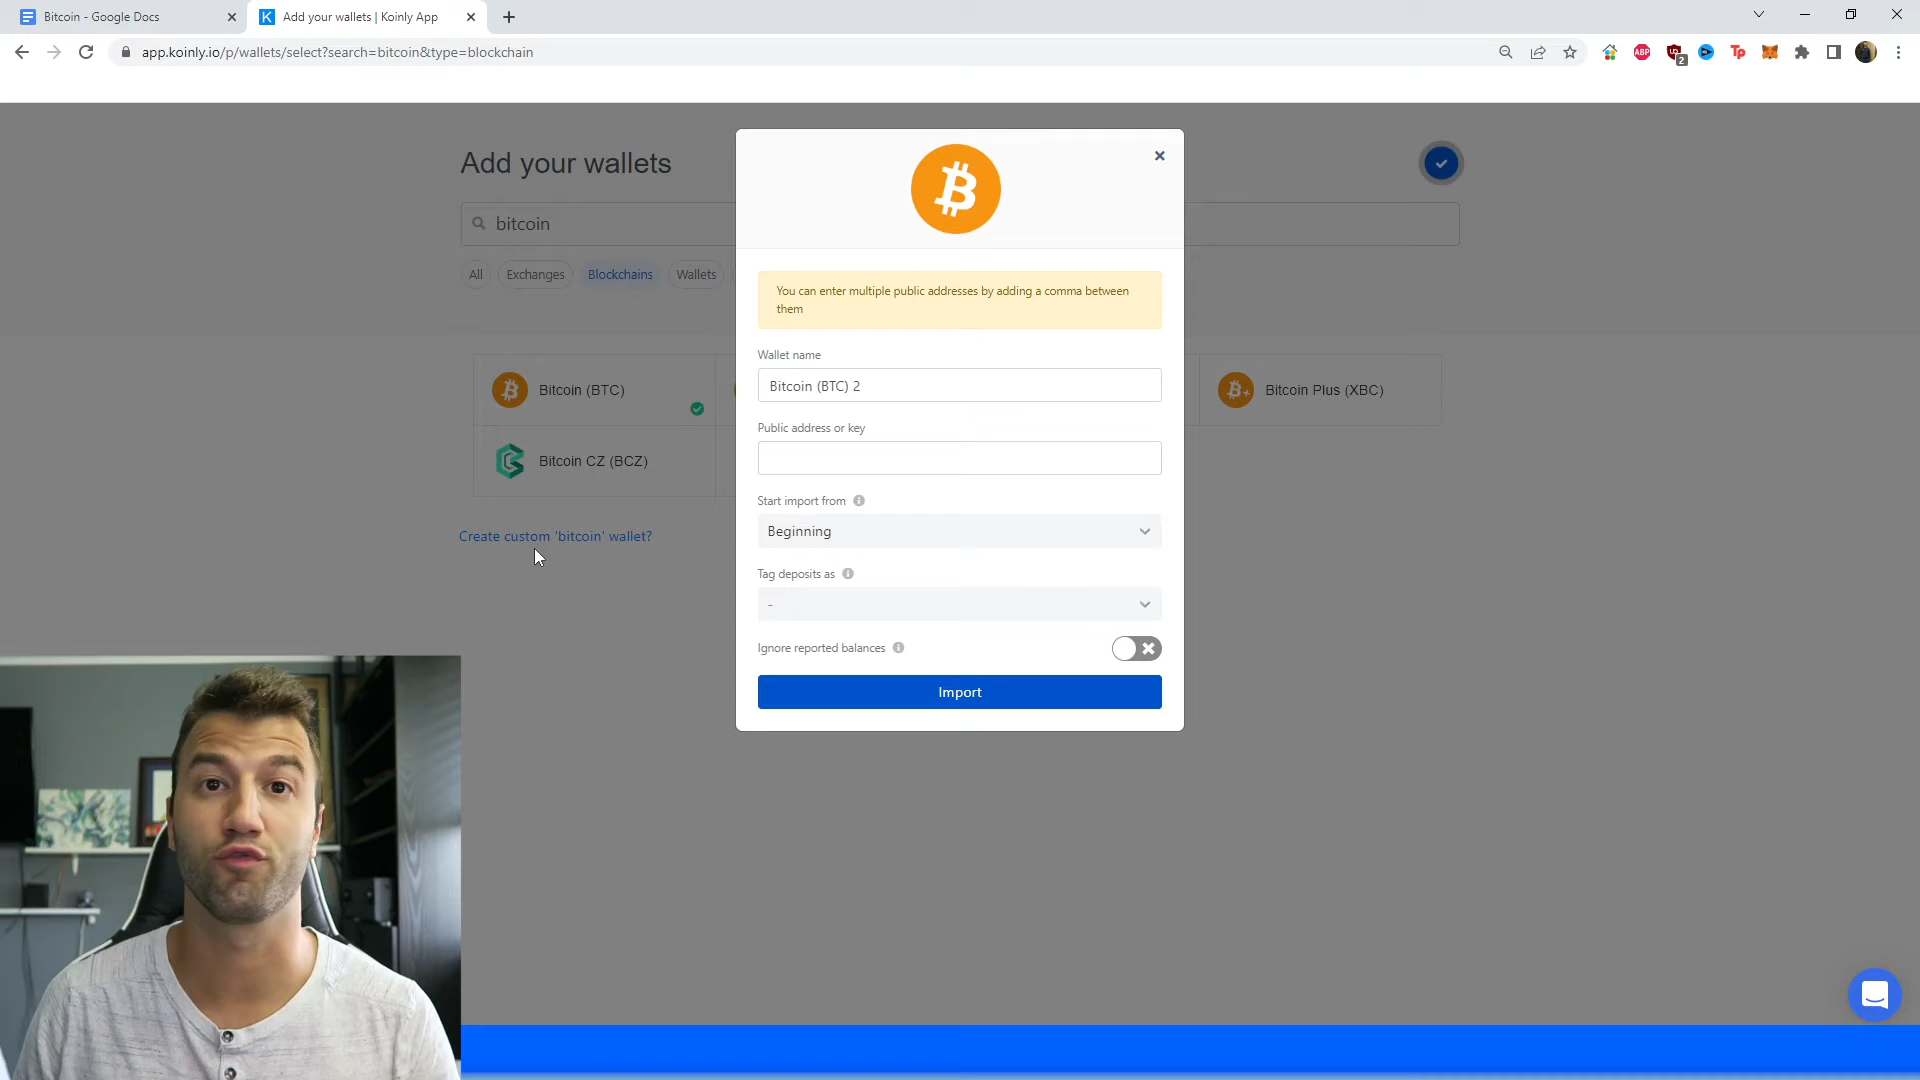 Bitcoin - Google Docs
Add your wallets | Koinly App
app.koinly.io/p/wallets/select?search=bitcoin&type=blockchain
ABP
2
Tp
Add your wallets
bitcoin
All
Exchanges
Blockchains
Wallets
You can enter multiple public addresses by adding a comma between
them
Wallet name
Bitcoin (BTC) 2
Bitcoin (BTC)
Bitcoin Plus (XBC)
Public address or key
Bitcoin CZ (BCZ)
Start import from
Beginning
Create custom 'bitcoin' wallet?
Tag deposits as
-
Ignore reported balances
Import